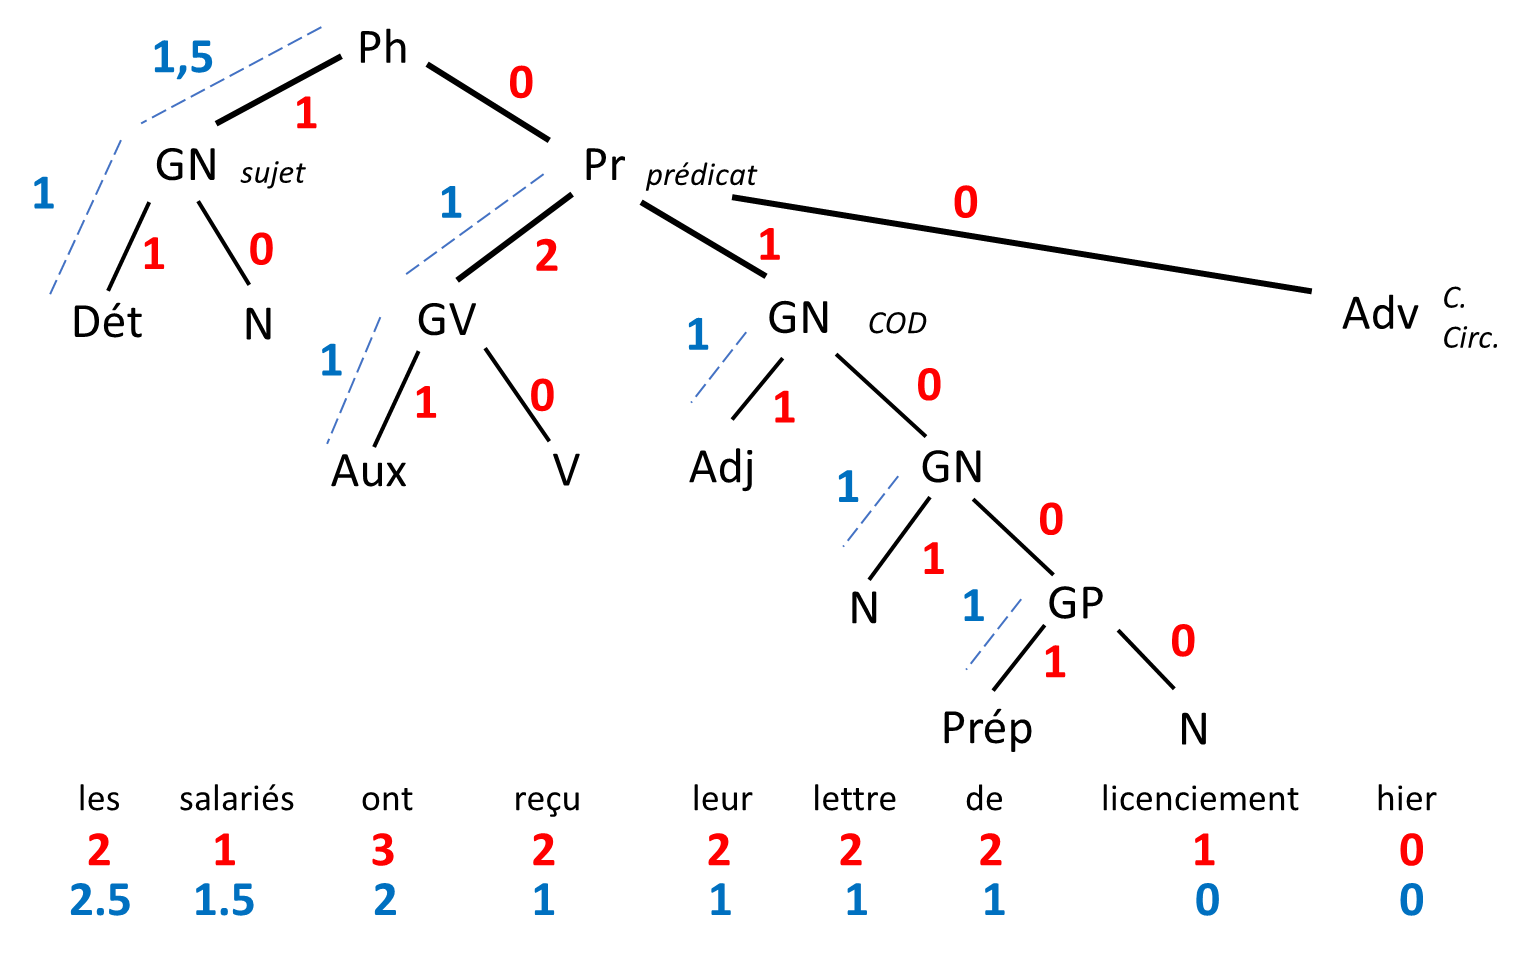 Ph
1,5
0
1
GN sujet
Pr prédicat
1
1
0
1
0
2
1
Dét
N
GV
GN COD
Adv C.
Circ.
1
1
1
0
1
0
Aux
V
Adj
GN
1
0
1
N
1
GP
1
0
Prép
N
les salariés ont reçu leur lettre de licenciement hier
2 1 3 2 2 2 2 1 0
2.5 1.5 2 1 1 1 1 0 0